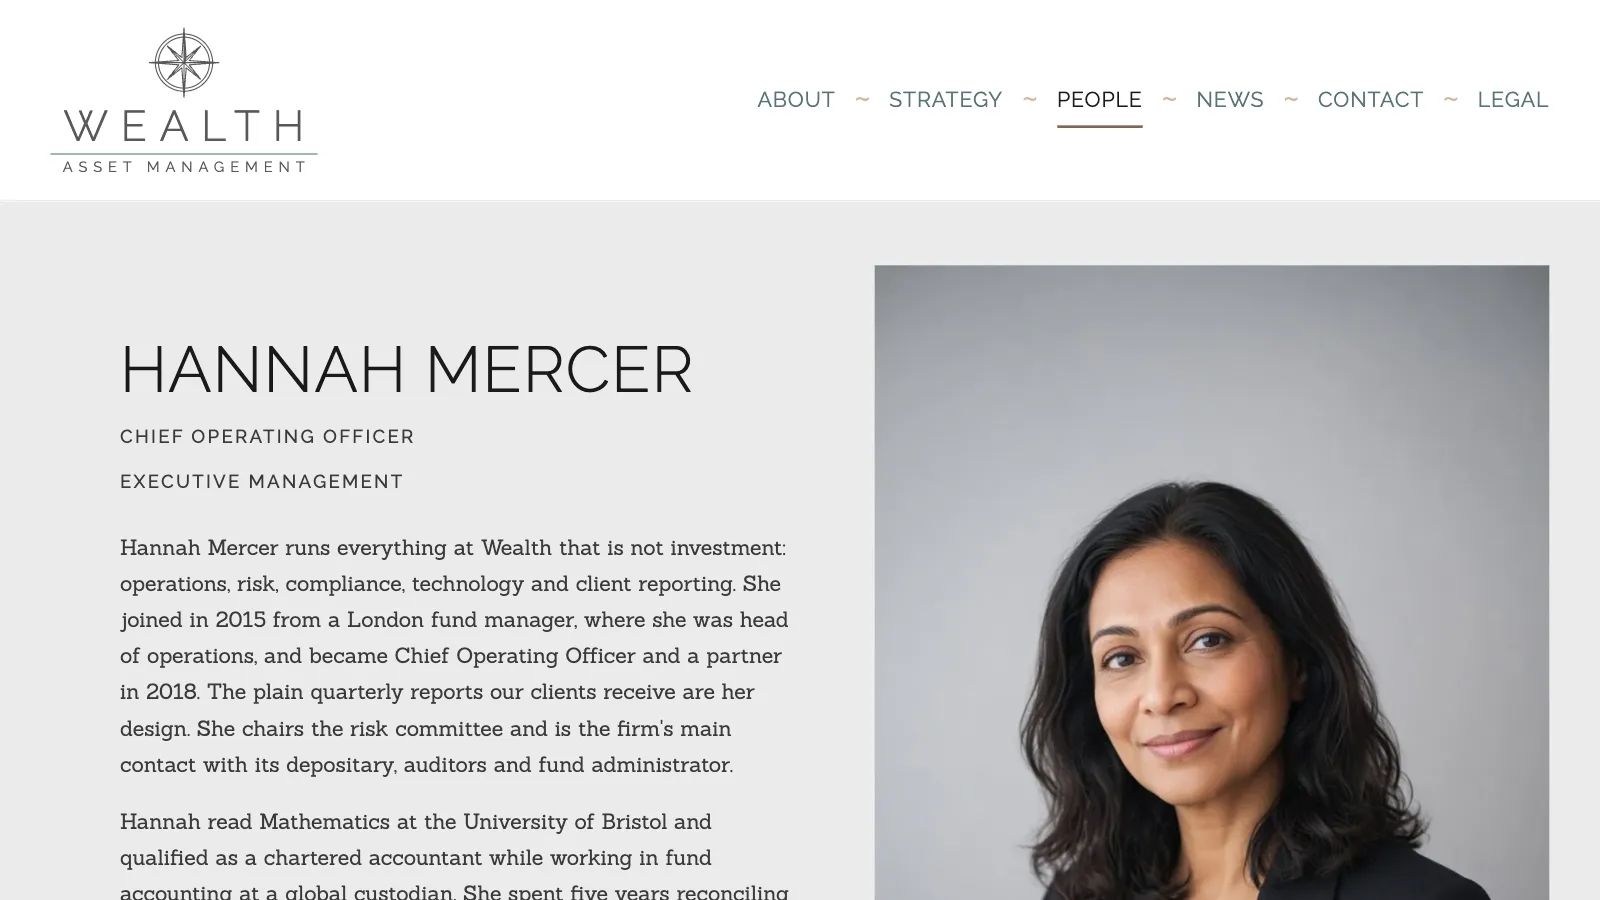 WEALTH
ASSET MANAGEMENT
ABOUT ~ STRATEGY ~ PEOPLE ~ NEWS ~ CONTACT ~ LEGAL
HANNAH MERCER
CHIEF OPERATING OFFICER
EXECUTIVE MANAGEMENT
Hannah Mercer runs everything at Wealth that is not investment:
operations, risk, compliance, technology and client reporting. She
joined in 2015 from a London fund manager, where she was head
of operations, and became Chief Operating Officer and a partner
in 2018. The plain quarterly reports our clients receive are her
design. She chairs the risk committee and is the firm's main
contact with its depositary, auditors and fund administrator.
Hannah read Mathematics at the University of Bristol and
qualified as a chartered accountant while working in fund
accounting at a global custodian. She spent five years reconciling